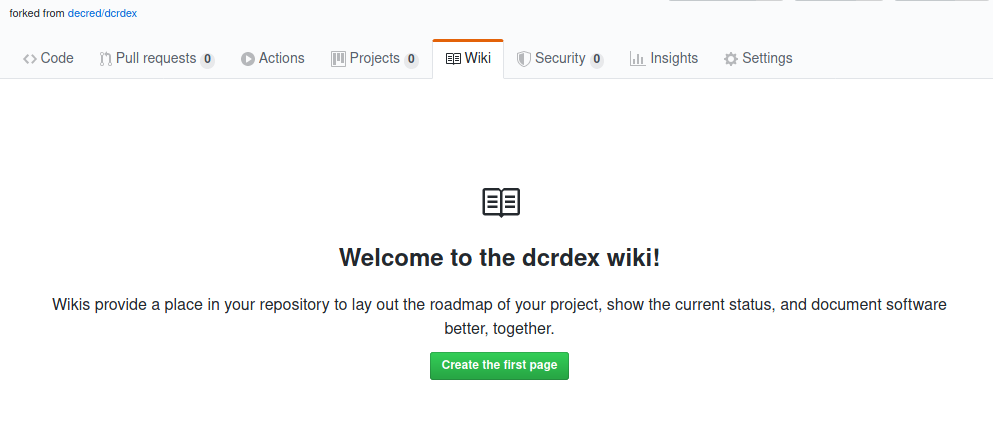 forked from decred/dcrdex
Code Pull requests 0 Actions Projects 0 Wiki Security 0 Insights Settings
Welcome to the dcrdex wiki!
Wikis provide a place in your repository to lay out the roadmap of your project, show the current status, and document software
better, together.
Create the first page